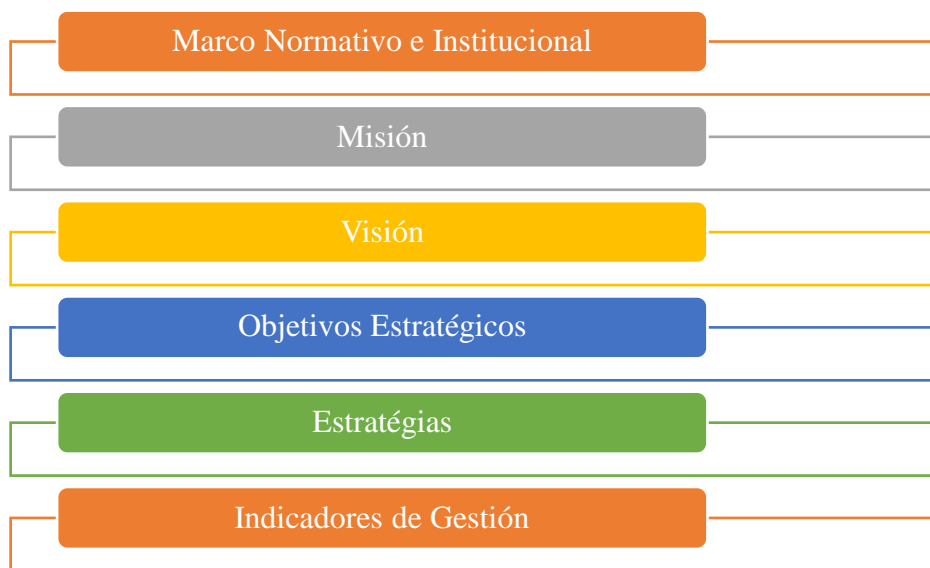 Marco Normativo e Institucional
Misión
Visión
Objetivos Estratégicos
Estratégias
Indicadores de Gestión